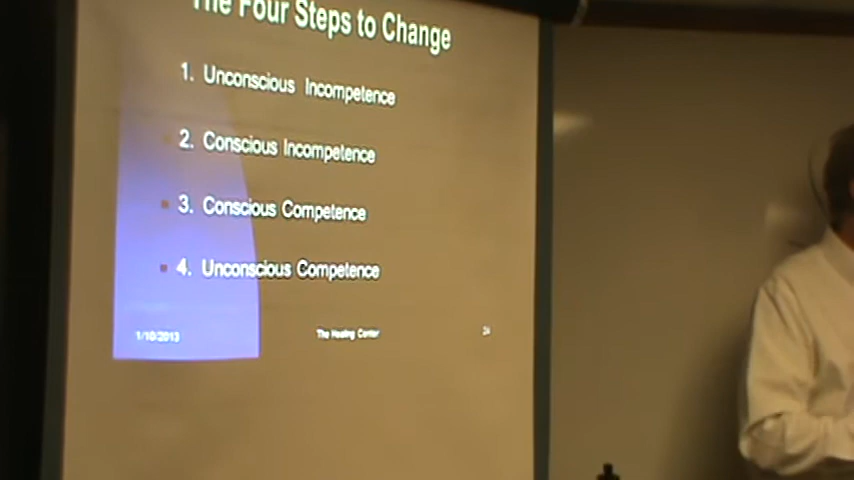 The Four Steps to Change
1. Unconscious Incompetence
2. Conscious Incompetence
3. Conscious Competence
4. Unconscious Competence
1/10/2013
The Healing Center
24